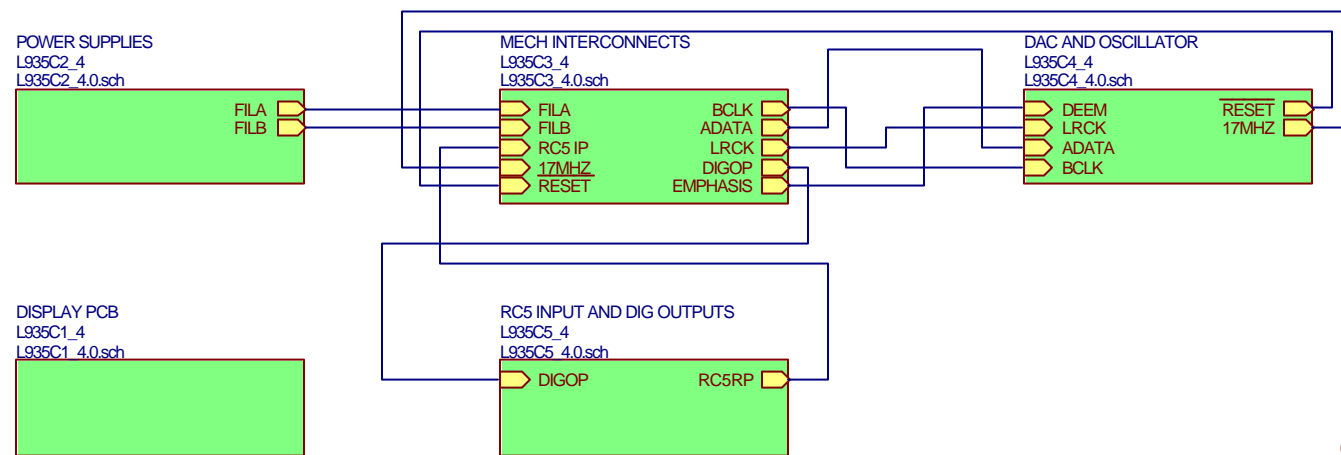 POWER SUPPLIES
L935C2_4
L935C2_4.0.sch
FILA
FILB
MECH INTERCONNECTS
L935C3_4
L935C3_4.0.sch
FILA
FILB
RC5 IP
17MHZ
RESET
BCLK
ADATA
LRCK
DIGOP
EMPHASIS
DAC AND OSCILLATOR
L935C4_4
L935C4_4.0.sch
DEEM
LRCK
ADATA
BCLK
RESET
17MHZ
DISPLAY PCB
L935C1_4
L935C1_4.0.sch
RC5 INPUT AND DIG OUTPUTS
L935C5_4
L935C5_4.0.sch
DIGOP
RC5RP